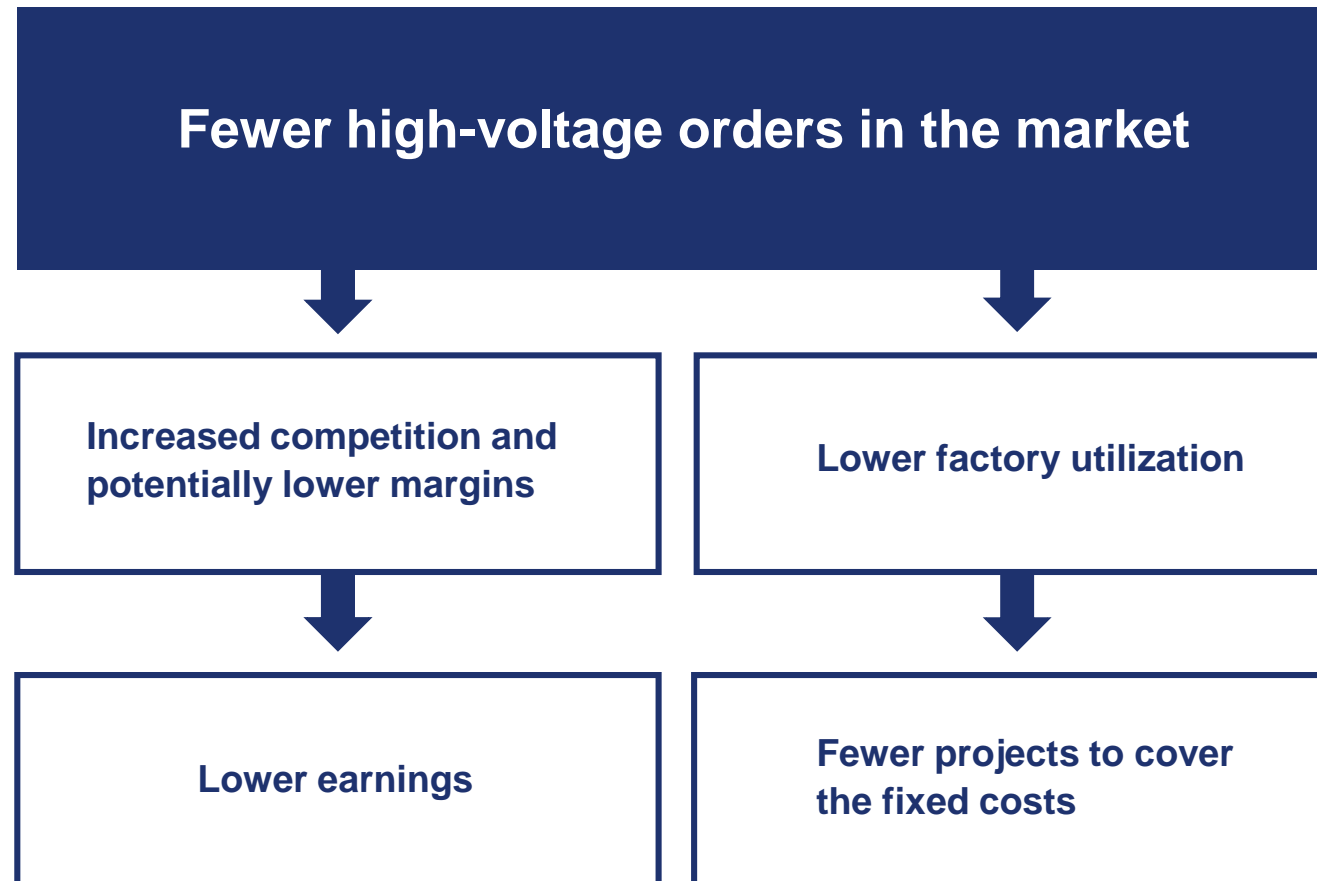 Fewer high-voltage orders in the market
Increased competition and
potentially lower margins
Lower factory utilization
Lower earnings
Fewer projects to cover
the fixed costs